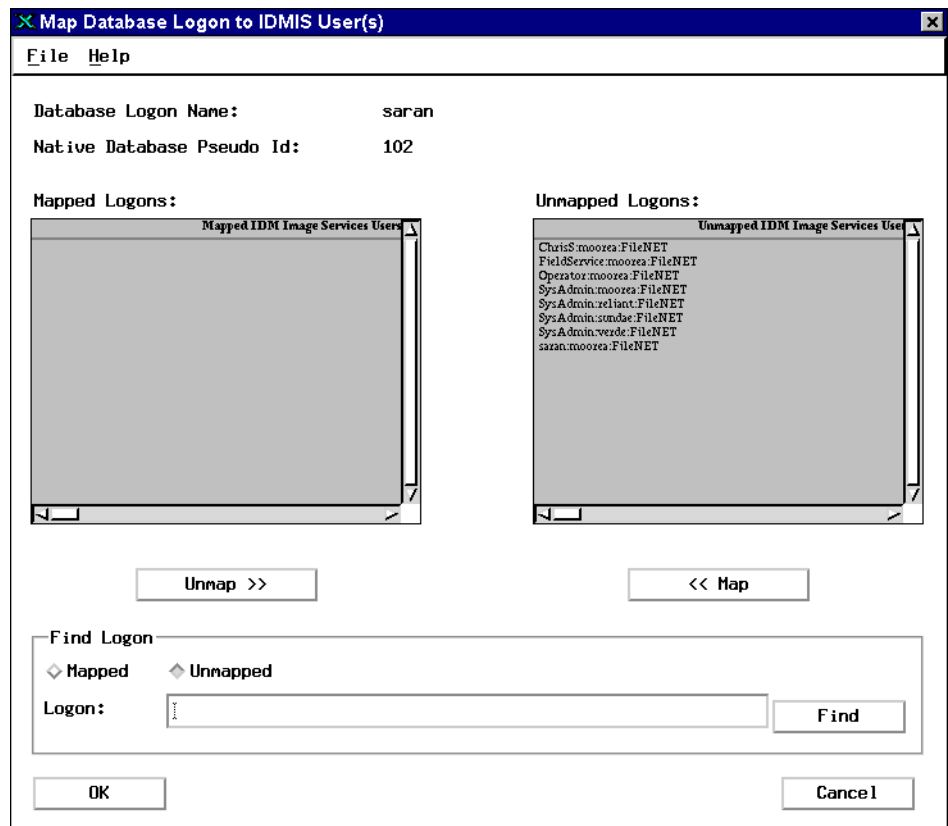 Map Database Logon to IDMIS User(s)
File Help
Database Logon Name: saran
Native Database Pseudo Id: 102
Mapped Logons: Unmapped Logons:
Mapped IDM Image Services Users
Unmapped IDM Image Services User
ChrisS:moorea:FileNET
FieldService:moorea:FileNET
Operator:moorea:FileNET
SysAdmin:moorea:FileNET
SysAdmin:reliant:FileNET
SysAdmin:sundae:FileNET
SysAdmin:verde:FileNET
saran:moorea:FileNET
Unmap >> << Map
Find Logon
Mapped Unmapped
Logon: Find
OK Cancel